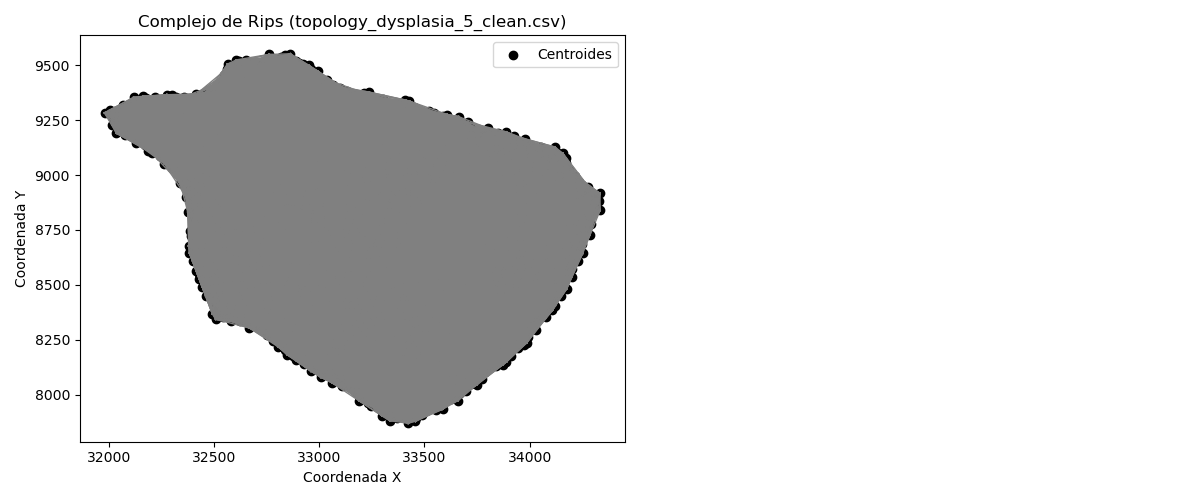 Complejo de Rips (topology_dysplasia_5_clean.csv)
Centroides
9500
9250
9000
8750
8500
8250
8000
Coordenada Y
32000 32500 33000 33500 34000
Coordenada X